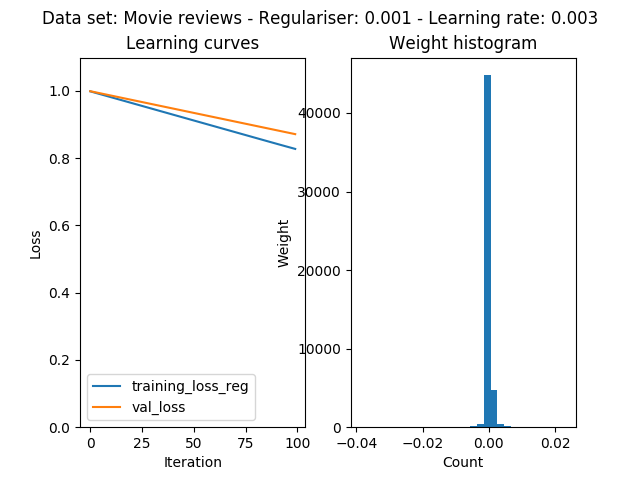 Data set: Movie reviews - Regulariser: 0.001 - Learning rate: 0.003
Learning curves
1.0
0.8
0.6
0.4
0.2
0.0
Loss
training_loss_reg
val_loss
0
25
50
75
100
Iteration
Weight histogram
40000
30000
20000
10000
0
Weight
−0.04
−0.02
0.00
0.02
Count